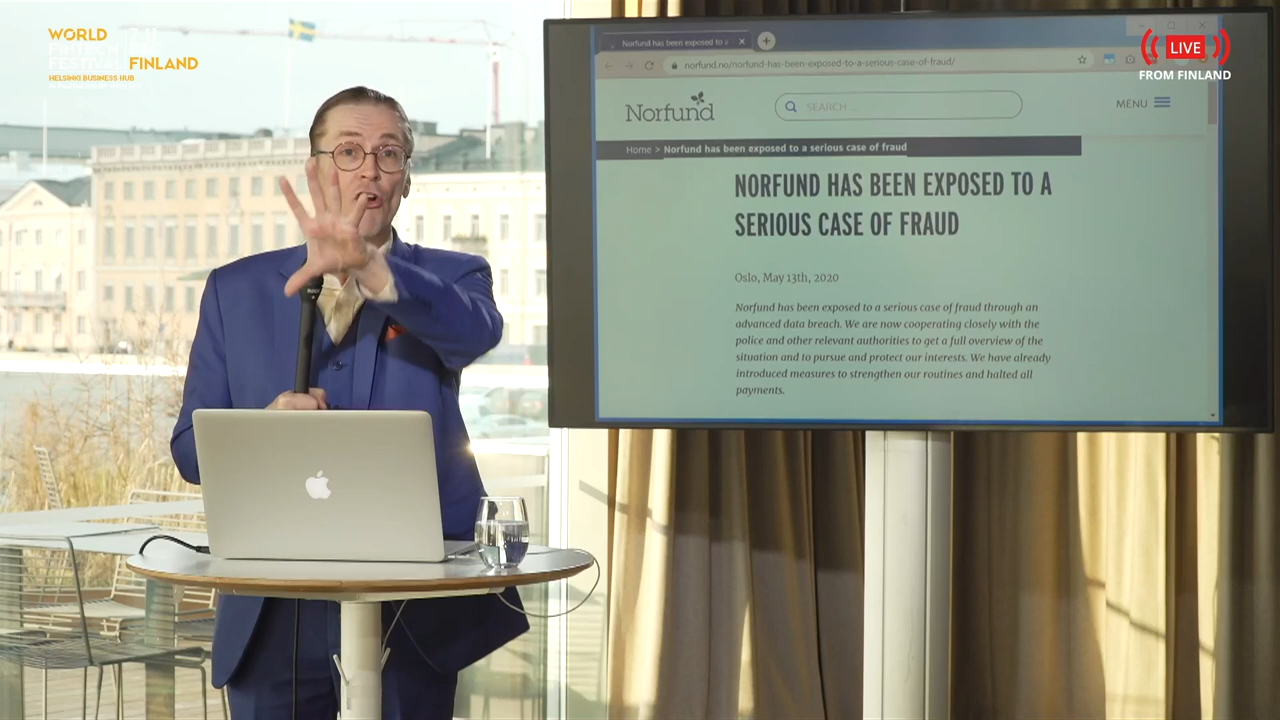 WORLD
FINTECH
FESTIVAL
FINLAND
HELSINKI BUSINESS HUB
LIVE
FROM FINLAND
Norfund has been exposed to a
norfund.no/norfund-has-been-exposed-to-a-serious-case-of-fraud/
Norfund
SEARCH ...
MENU
Home > Norfund has been exposed to a serious case of fraud
NORFUND HAS BEEN EXPOSED TO A
SERIOUS CASE OF FRAUD
Oslo, May 13th, 2020
Norfund has been exposed to a serious case of fraud through an
advanced data breach. We are now cooperating closely with the
police and other relevant authorities to get a full overview of the
situation and to pursue and protect our interests. We have already
introduced measures to strengthen our routines and halted all
payments.